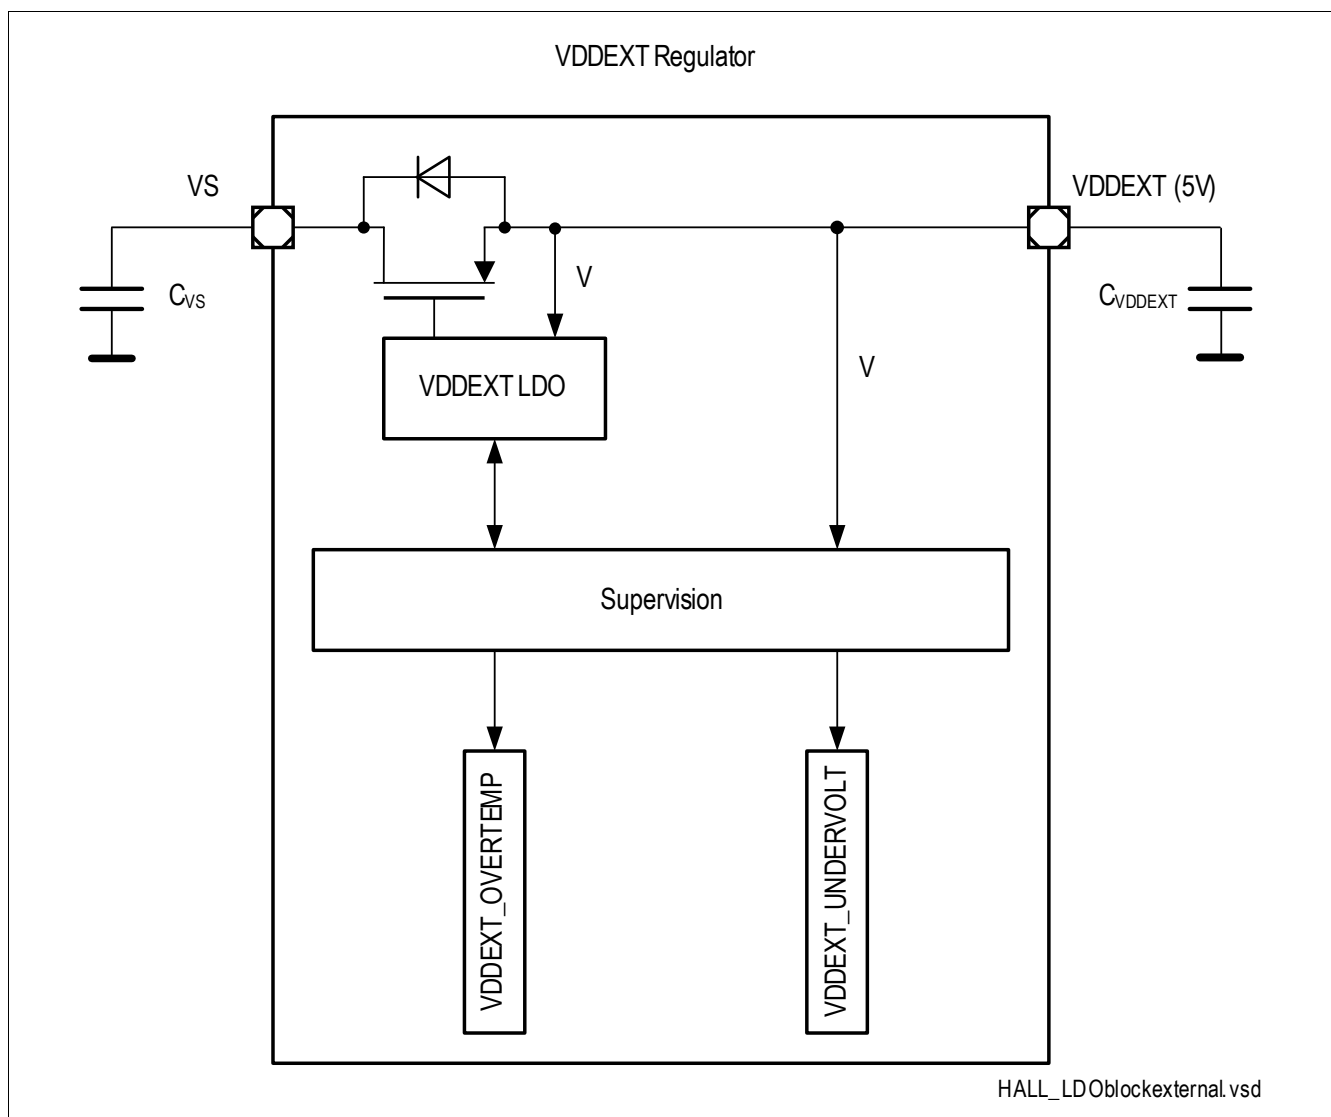 VDDEXT Regulator
VS
VDDEXT (5V)
CVS
V
CVDDEXT
V
VDDEXT LDO
Supervision
VDDEXT_OVERTEMP
VDDEXT_UNDERVOLT
HALL_LDOblockexternal.vsd